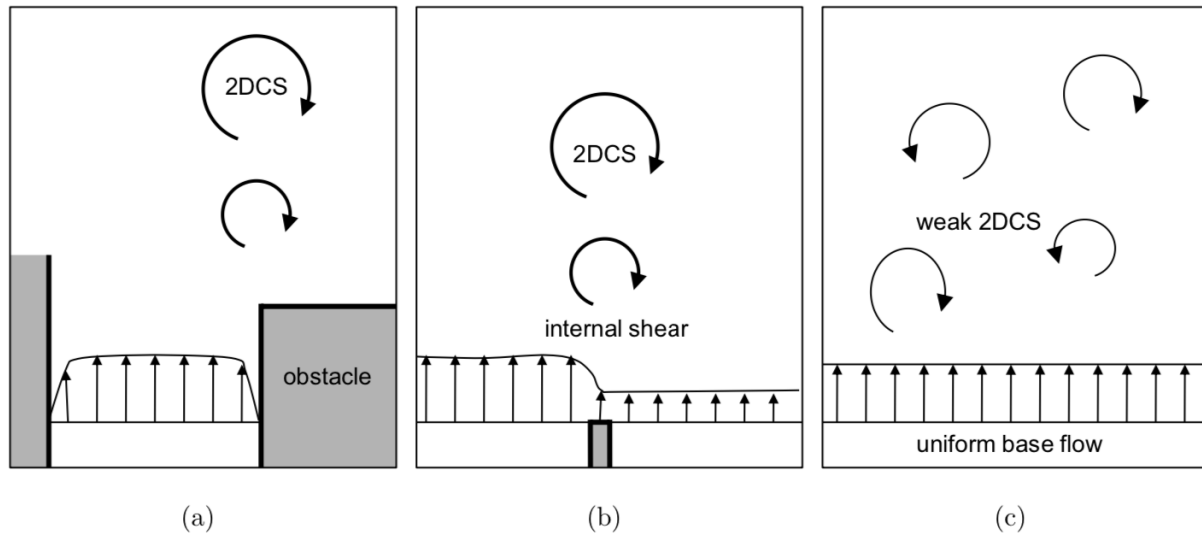 2DCS
obstacle
2DCS
internal shear
weak 2DCS
uniform base flow
(a)
(b)
(c)